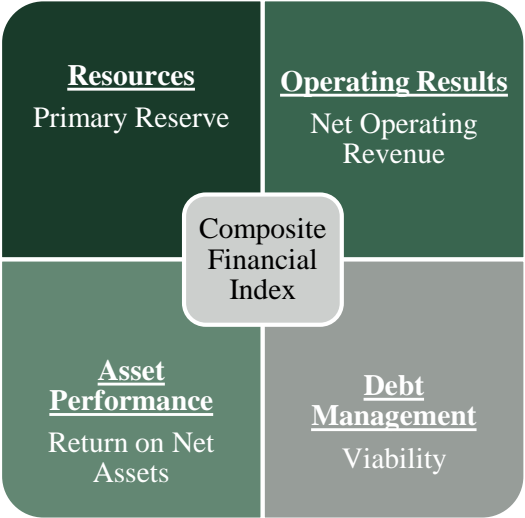 Resources
Primary Reserve
Operating Results
Net Operating
Revenue
Composite
Financial
Index
Asset
Performance
Return on Net
Assets
Debt
Management
Viability